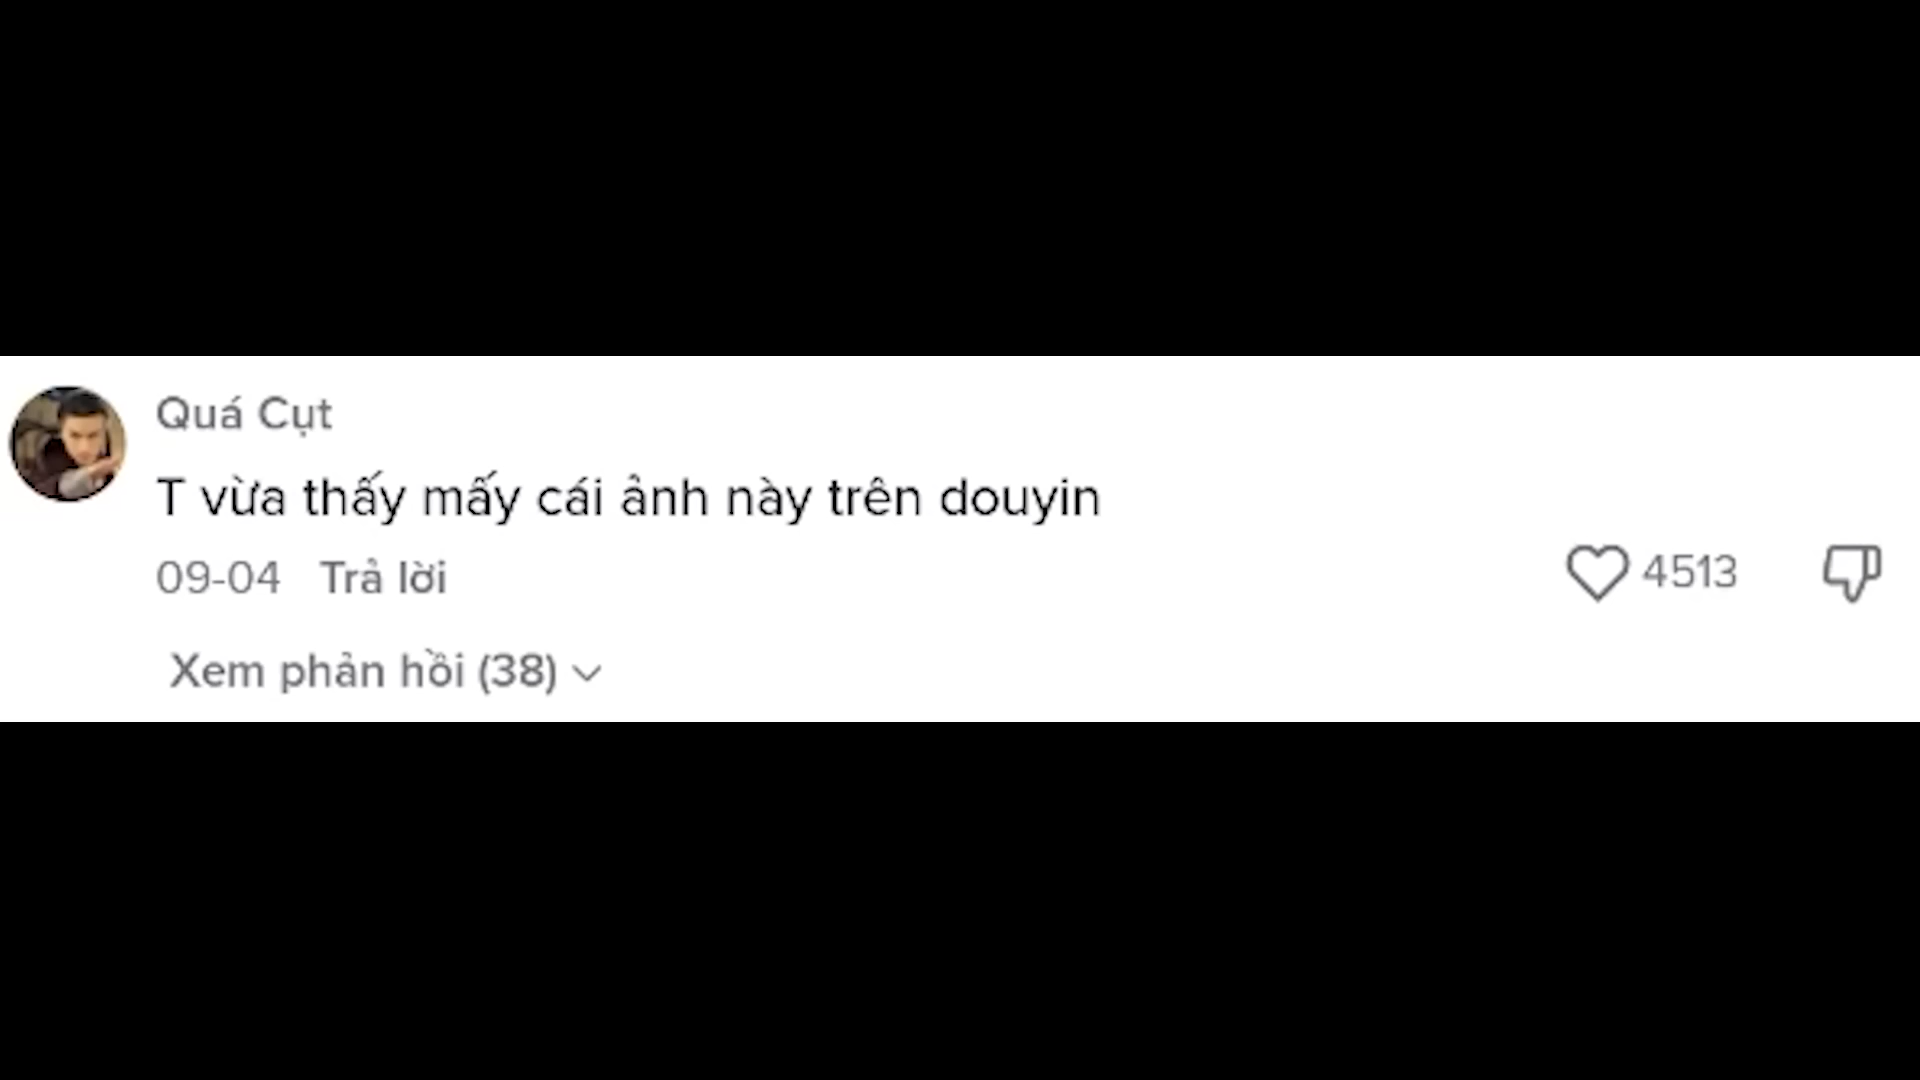 Quá Cụt
T vừa thấy mấy cái ảnh này trên douyin
09-04 Trả lời
4513
Xem phản hồi (38)